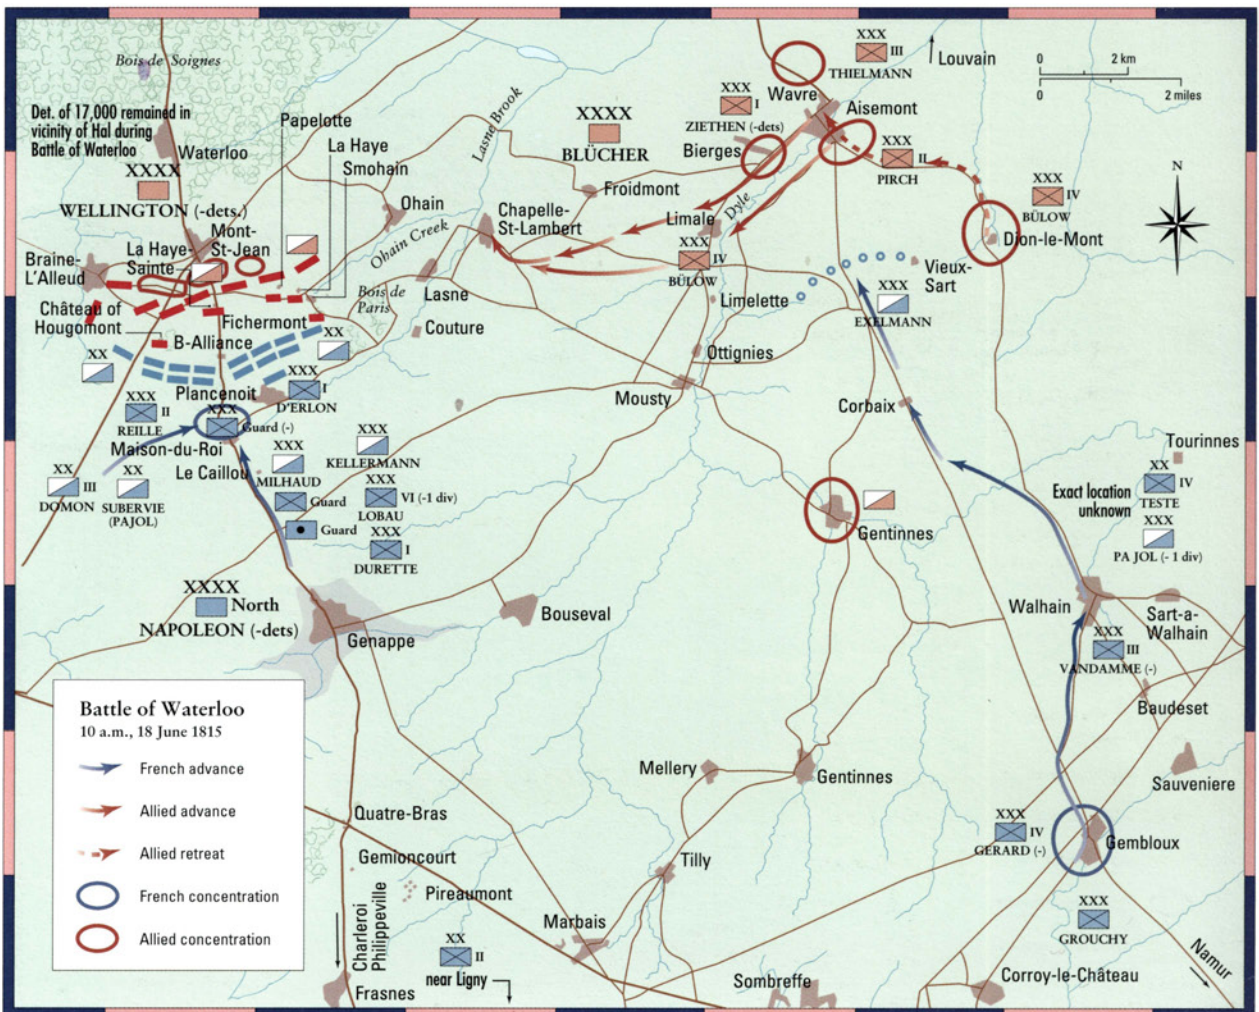 Bois de Soignes
Det. of 17,000 remained in
vicinity of Hal during
Battle of Waterloo
Waterloo
XXXX
WELLINGTON (-dets.)
Papelotte
La Haye
Smohain
Mont-
St-Jean
La Haye-
Sainte
Braine-
L'Alleud
Château of
Hougomont
Fichermont
B-Alliance
Ohain
Ohain Creek
Lasne Brook
Bois de
Paris
Lasne
Couture
XXXX
BLÜCHER
Froidmont
Chapelle-
St-Lambert
XXX
I
ZIETHEN (-dets)
Bierges
Wavre
XXX
III
THIELMANN
Louvain
0 2 km
0 2 miles
N
Aisemont
XXX
II
PIRCH
XXX
IV
BÜLOW
Dion-le-Mont
Limale
Dyle
XXX
IV
BÜLOW
Limelette
Vieux-
Sart
XXX
EXELMANN
Ottignies
Mousty
Corbaix
XX
XX
Plancenoit
XXX
I
D'ERLON
XXX
II
REILLE
XXX
Guard (-)
Maison-du-Roi
Le Caillou
XX
III
DOMON
XX
SUBERVIE
(PAJOL)
XXX
MILHAUD
XXX
KELLERMANN
Guard
XXX
VI (-1 div)
LOBAU
Guard
XXX
I
DURETTE
XXXX
North
NAPOLEON (-dets)
Genappe
Bouseval
Gentinnes
Tourinnes
Exact location
unknown
XX
IV
TESTE
XXX
PA JOL (- 1 div)
Walhain
Sart-a-
Walhain
XXX
III
VANDAMME (-)
Baudeset
Sauveniere
Mellery
Gentinnes
XXX
IV
GERARD (-)
Gembloux
XXX
GROUCHY
Namur
Corroy-le-Château
Tilly
Marbais
Sombreffe
Quatre-Bras
Gemioncourt
Pireaumont
Charleroi
Philippeville
Frasnes
XX
II
near Ligny
Battle of Waterloo
10 a.m., 18 June 1815
French advance
Allied advance
Allied retreat
French concentration
Allied concentration